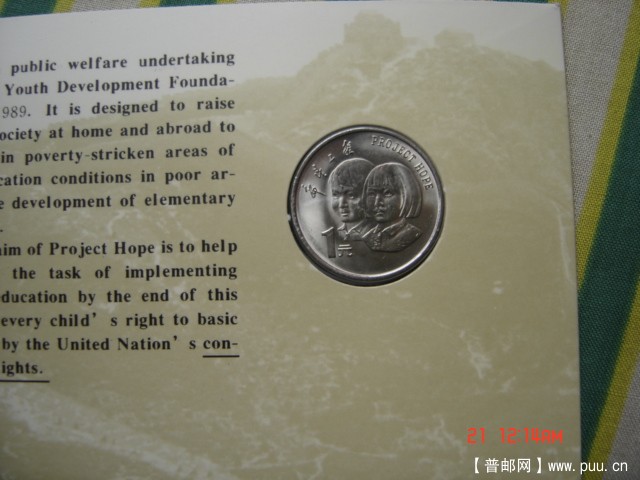 public welfare undertaking
Youth Development Founda-
989. It is designed to raise
ociety at home and abroad to
in poverty-stricken areas of
cation conditions in poor ar-
e development of elementary
.
aim of Project Hope is to help
the task of implementing
education by the end of this
every child's right to basic
by the United Nation's con-
ights.
希望工程 PROJECT HOPE
1元
21 12:18AM
【普邮网】www.puu.cn